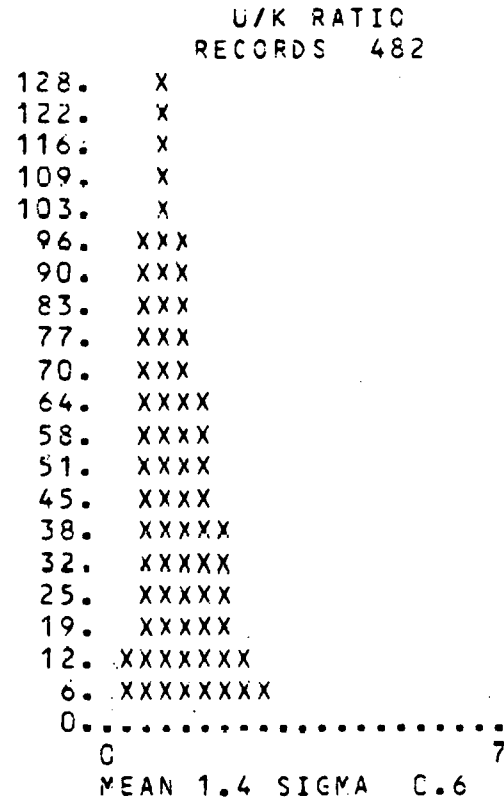 U/K RATIO
RECORDS 482
128. X
122. X
116. X
109. X
103. X
96. XXX
90. XXX
83. XXX
77. XXX
70. XXX
64. XXXX
58. XXXX
51. XXXX
45. XXXX
38. XXXXX
32. XXXXX
25. XXXXX
19. XXXXX
12. XXXXXXX
6. XXXXXXXX
0.....................
0 7
MEAN 1.4 SIGMA 0.6